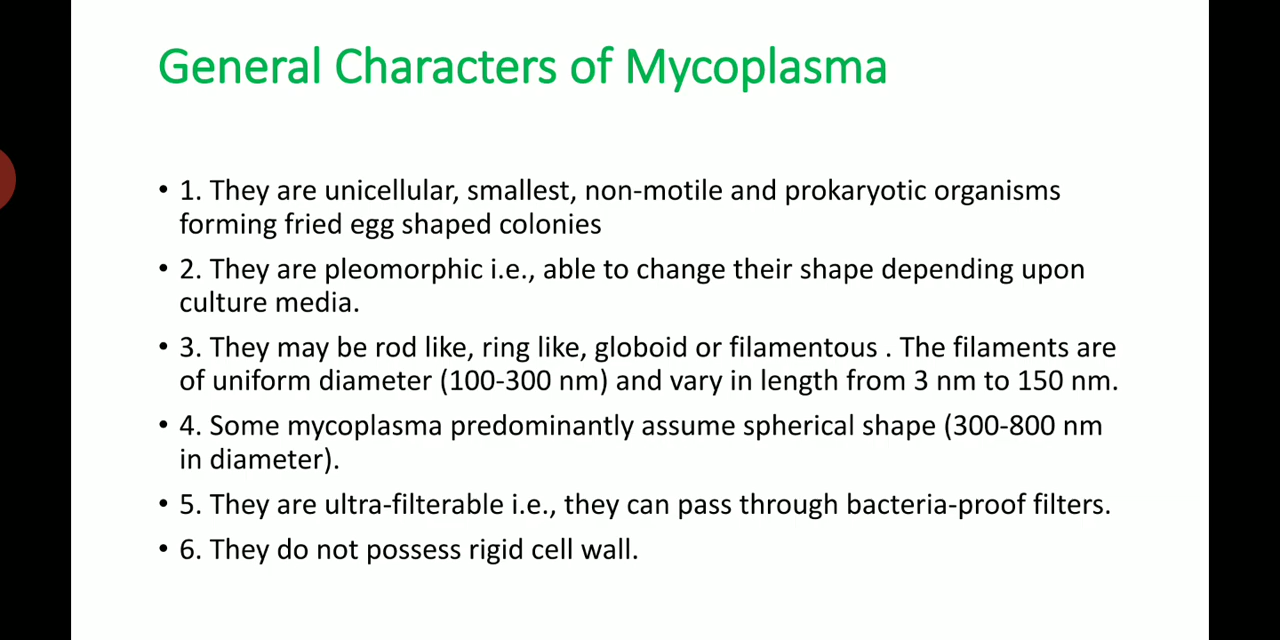 General Characters of Mycoplasma
• 1. They are unicellular, smallest, non-motile and prokaryotic organisms
forming fried egg shaped colonies
• 2. They are pleomorphic i.e., able to change their shape depending upon
culture media.
• 3. They may be rod like, ring like, globoid or filamentous . The filaments are
of uniform diameter (100-300 nm) and vary in length from 3 nm to 150 nm.
• 4. Some mycoplasma predominantly assume spherical shape (300-800 nm
in diameter).
• 5. They are ultra-filterable i.e., they can pass through bacteria-proof filters.
• 6. They do not possess rigid cell wall.